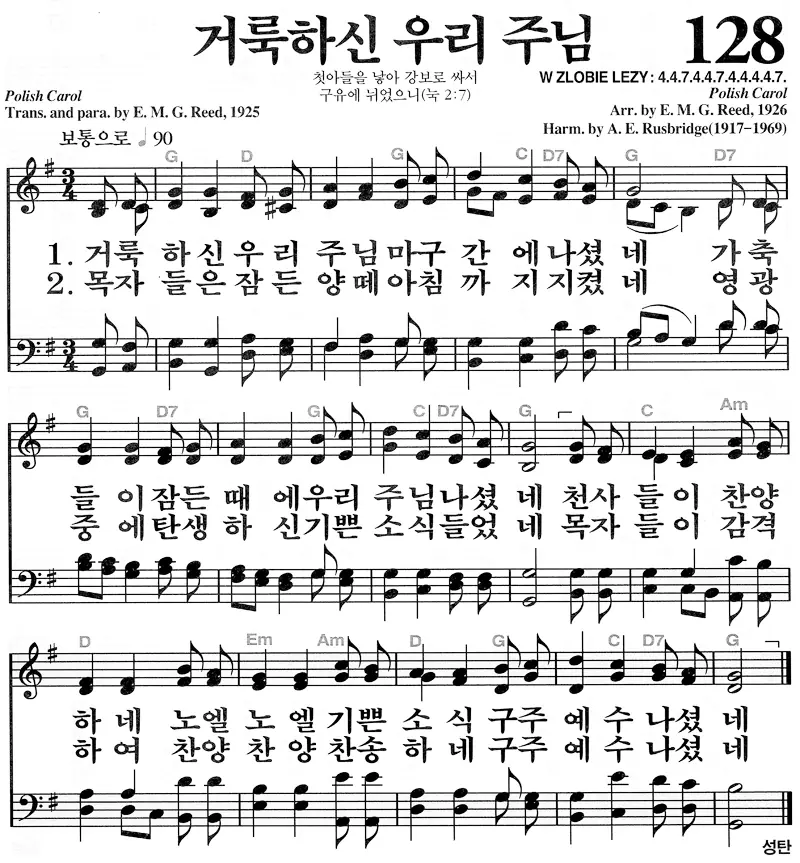 거룩하신 우리 주님 128
첫아들을 낳아 강보로 싸서
구유에 뉘었으니(눅 2:7)
W ZLOBIE LEZY : 4.4.7.4.4.7.4.4.4.4.7.
Polish Carol
Trans. and para. by E. M. G. Reed, 1925
Polish Carol
Arr. by E. M. G. Reed, 1926
Harm. by A. E. Rusbridge(1917-1969)
보통으로 ♩ 90
G D G C D7 G D7
3 4
1. 거룩 하신우리 주님마구 간 에나셨 네 가축
2. 목자 들은잠든 양떼아침 까 지지켰 네 영광
3 4
G D7 G C D7 G C Am
들 이잠든 때 에우리 주님나셨 네 천사 들이 찬양
중 에탄생 하 신기쁜 소식들었 네 목자 들이 감격
D Em Am D G C D7 G
하 네 노엘 노 엘 기쁜 소 식 구주 예 수 나셨 네
하 여 찬양 찬 양 찬송 하 네 구주 예 수 나셨 네
성탄